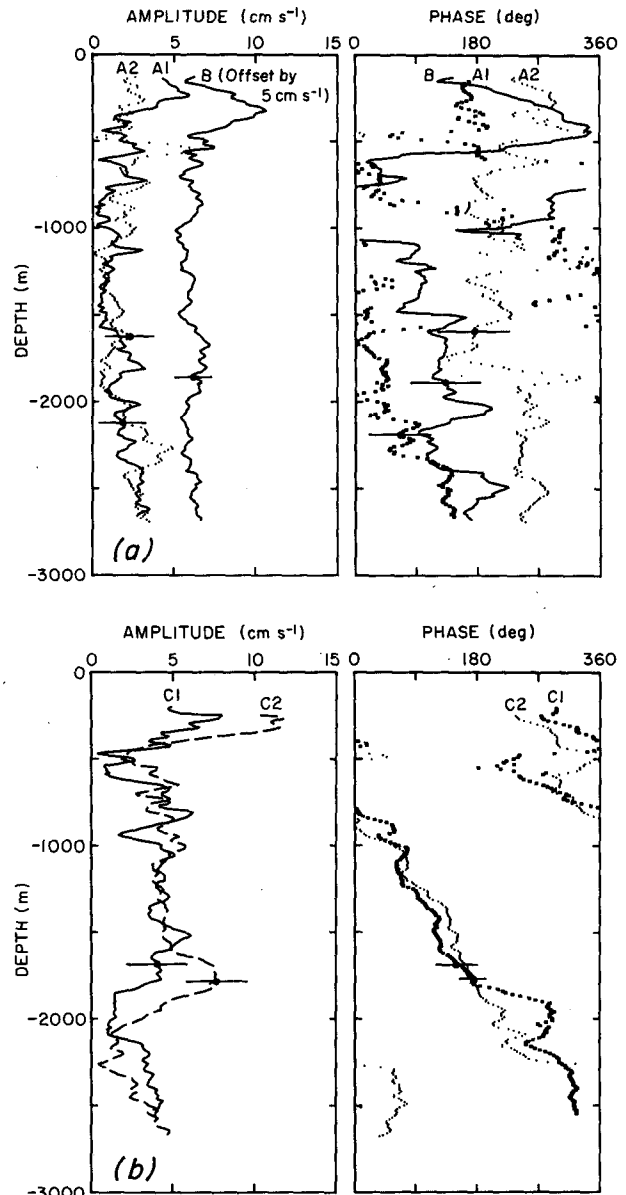 AMPLITUDE (cm s⁻¹) PHASE (deg)
0 5 10 15 0 180 360
0
A2 A1 B (Offset by 5 cm s⁻¹) B A1 A2
-1000
DEPTH (m)
-2000
(a)
-3000
AMPLITUDE (cm s⁻¹) PHASE (deg)
0 5 10 15 0 180 360
0
C1 C2 C2 C1
-1000
DEPTH (m)
-2000
(b)
-3000